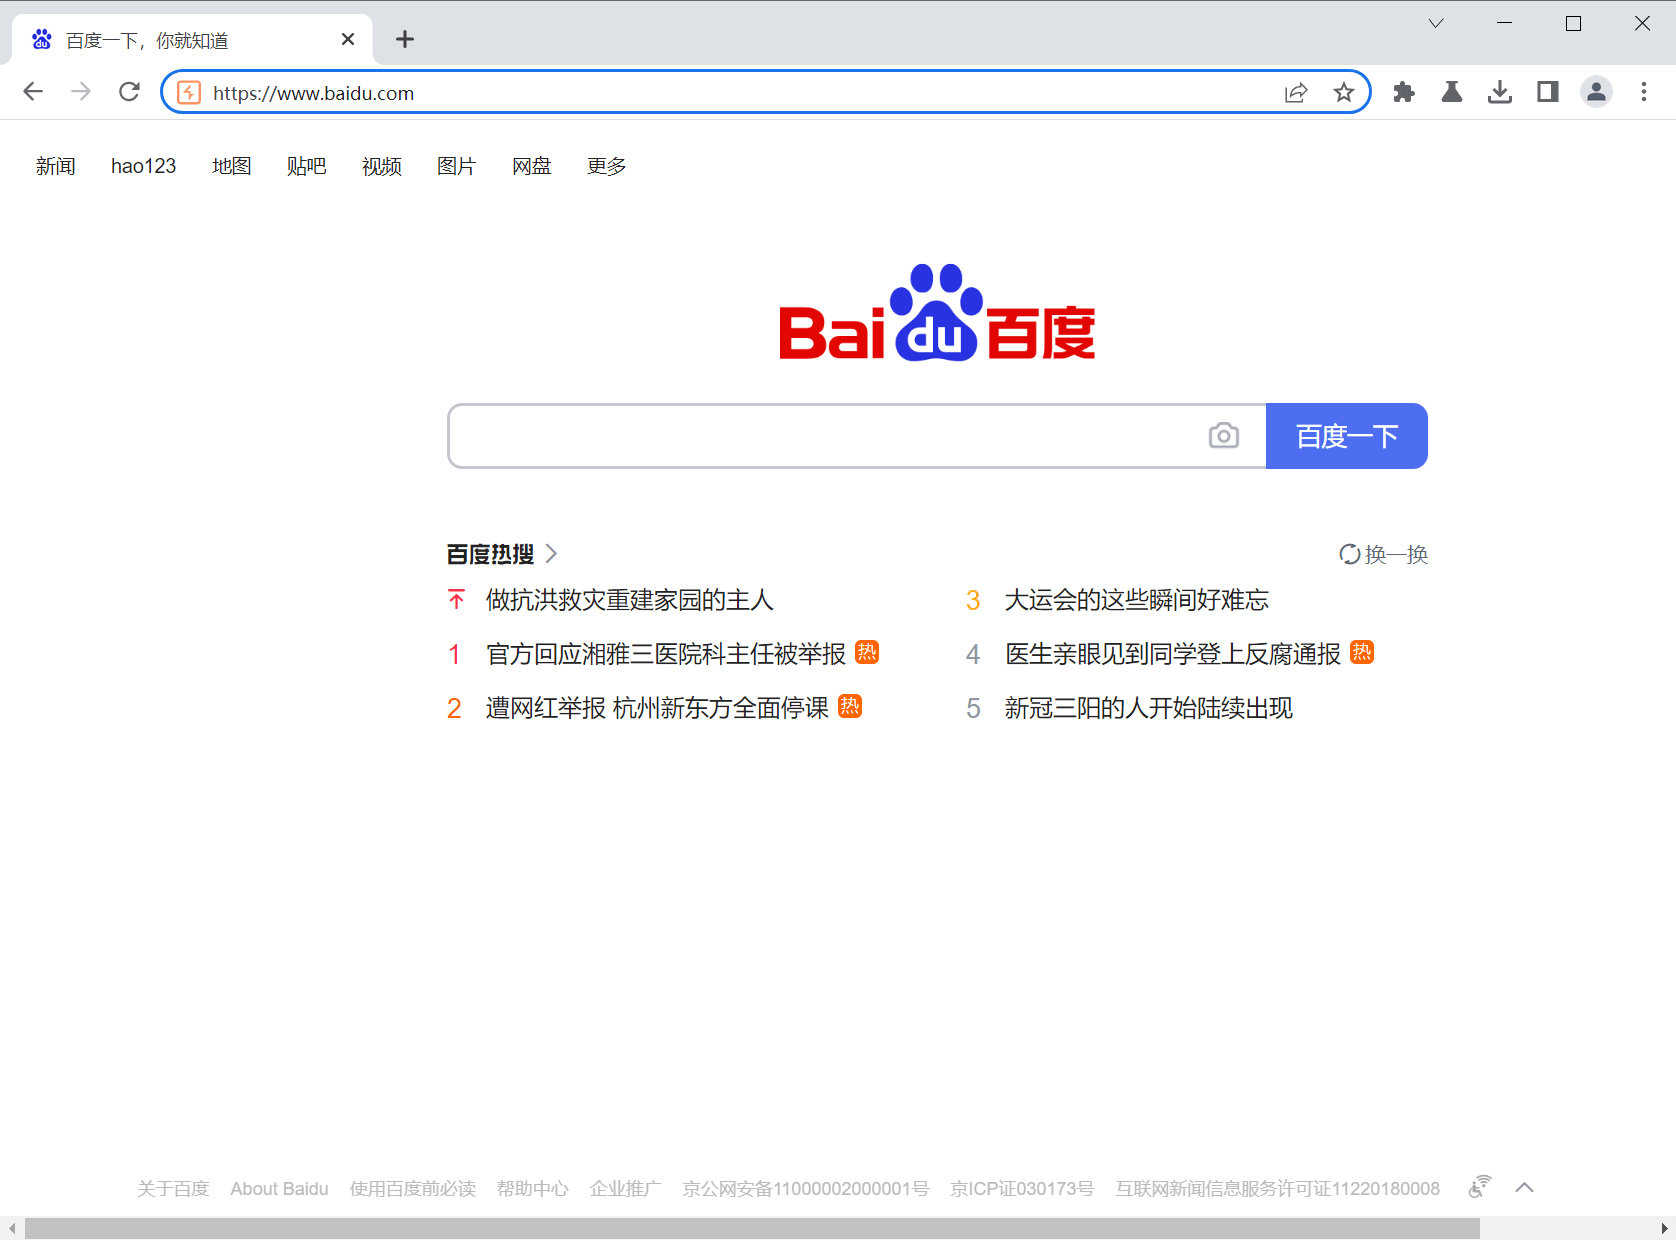 百度一下，你就知道
https://www.baidu.com
新闻 hao123 地图 贴吧 视频 图片 网盘 更多
Bai du 百度
百度一下
百度热搜
换一换
做抗洪救灾重建家园的主人
1 官方回应湘雅三医院科主任被举报 热
2 遭网红举报 杭州新东方全面停课 热
3 大运会的这些瞬间好难忘
4 医生亲眼见到同学登上反腐通报 热
5 新冠三阳的人开始陆续出现
关于百度 About Baidu 使用百度前必读 帮助中心 企业推广 京公网安备11000002000001号 京ICP证030173号 互联网新闻信息服务许可证11220180008